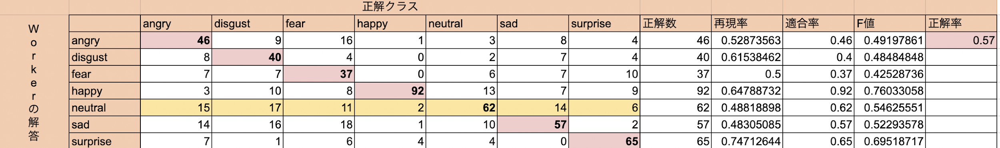 正解クラス
angry disgust fear happy neutral sad surprise 正解数 再現率 適合率 F値 正解率
Workerの解答
angry 46 9 16 1 3 8 4 46 0.52873563 0.46 0.49197861 0.57
disgust 8 40 4 0 2 7 4 40 0.61538462 0.4 0.48484848
fear 7 7 37 0 6 7 10 37 0.5 0.37 0.42528736
happy 3 10 8 92 13 7 9 92 0.64788732 0.92 0.76033058
neutral 15 17 11 2 62 14 6 62 0.48818898 0.62 0.54625551
sad 14 16 18 1 10 57 2 57 0.48305085 0.57 0.52293578
surprise 7 1 6 4 4 0 65 65 0.74712644 0.65 0.69518717